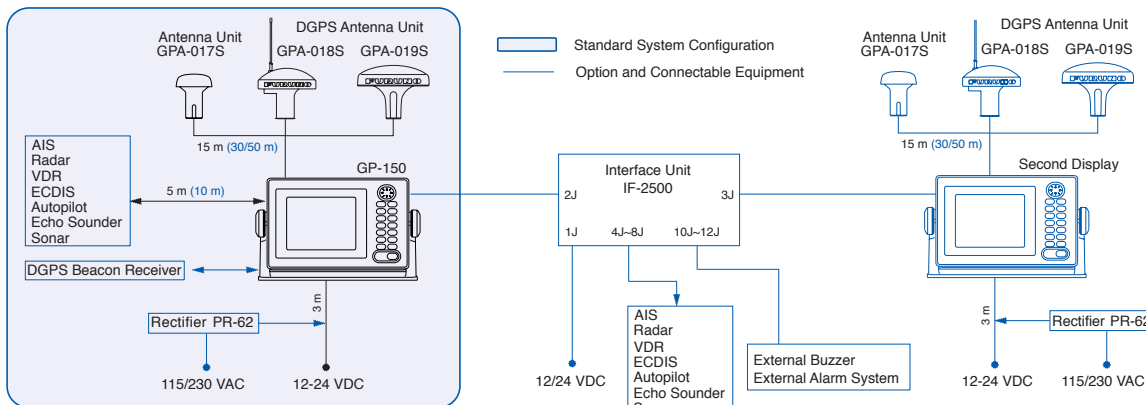 Antenna Unit
GPA-017S
DGPS Antenna Unit
GPA-018S GPA-019S
FURUNO
FURUNO
15 m (30/50 m)
AIS
Radar
VDR
ECDIS
Autopilot
Echo Sounder
Sonar
5 m (10 m)
GP-150
DGPS Beacon Receiver
3 m
Rectifier PR-62
115/230 VAC
12-24 VDC
Standard System Configuration
Option and Connectable Equipment
Interface Unit
IF-2500
2J
3J
1J
4J~8J
10J~12J
12/24 VDC
AIS
Radar
VDR
ECDIS
Autopilot
Echo Sounder
External Buzzer
External Alarm System
Antenna Unit
GPA-017S
DGPS Antenna Unit
GPA-018S GPA-019S
FURUNO
FURUNO
15 m (30/50 m)
Second Display
3 m
Rectifier PR-62
12-24 VDC
115/230 VAC